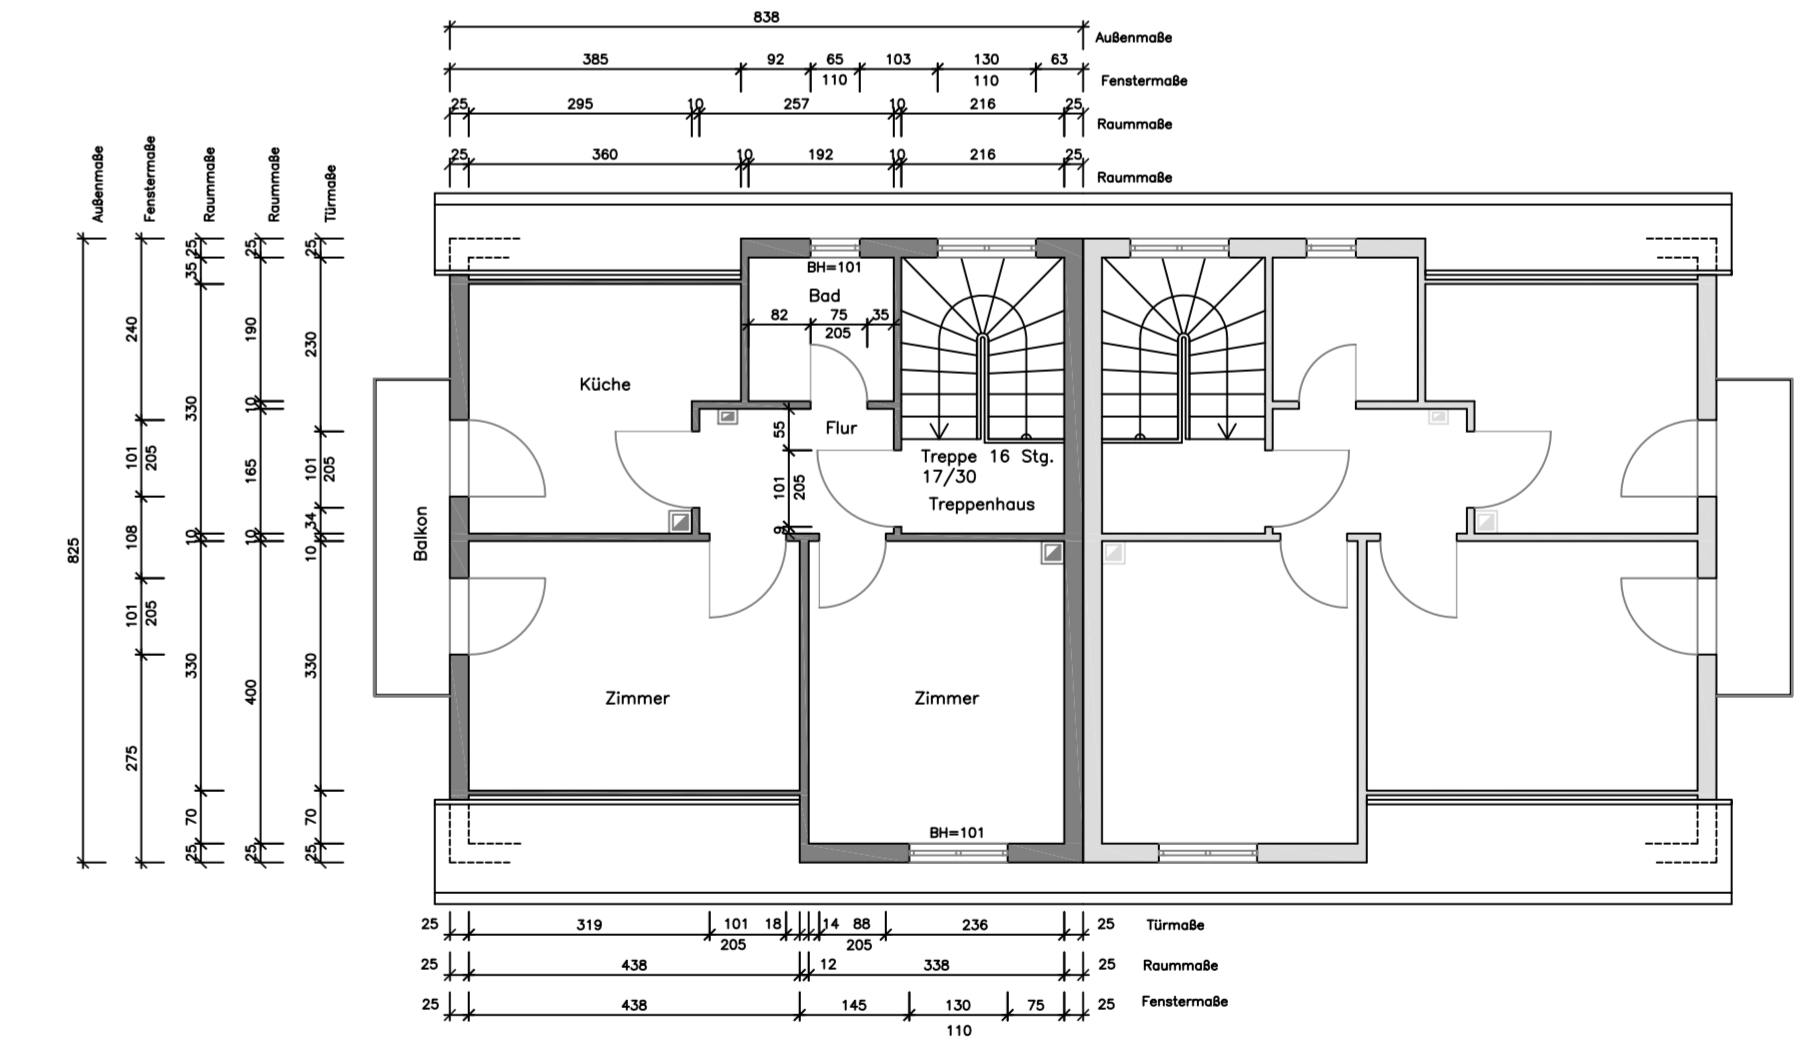 838
Außenmaße
385 92 65 103 130 63
110 110
Fenstermaße
25 295 10 257 10 216 25
Raummaße
25 360 10 192 10 216 25
Raummaße
Außenmaße
Fenstermaße
Raummaße
Raummaße
Türmaße
825
240
101
205
108
101
205
275
25
35
330
10
330
70
25
25
190
10
165
10
400
25
25
230
101
205
34
10
330
70
25
BH=101
Bad
82 75 35
205
Küche
Flur
55
101
205
9
Treppe 16 Stg.
17/30
Treppenhaus
Balkon
Zimmer
Zimmer
BH=101
25 319 101 18 14 88 236 25 Türmaße
205 205
25 438 12 338 25 Raummaße
25 438 145 130 75 25 Fenstermaße
110